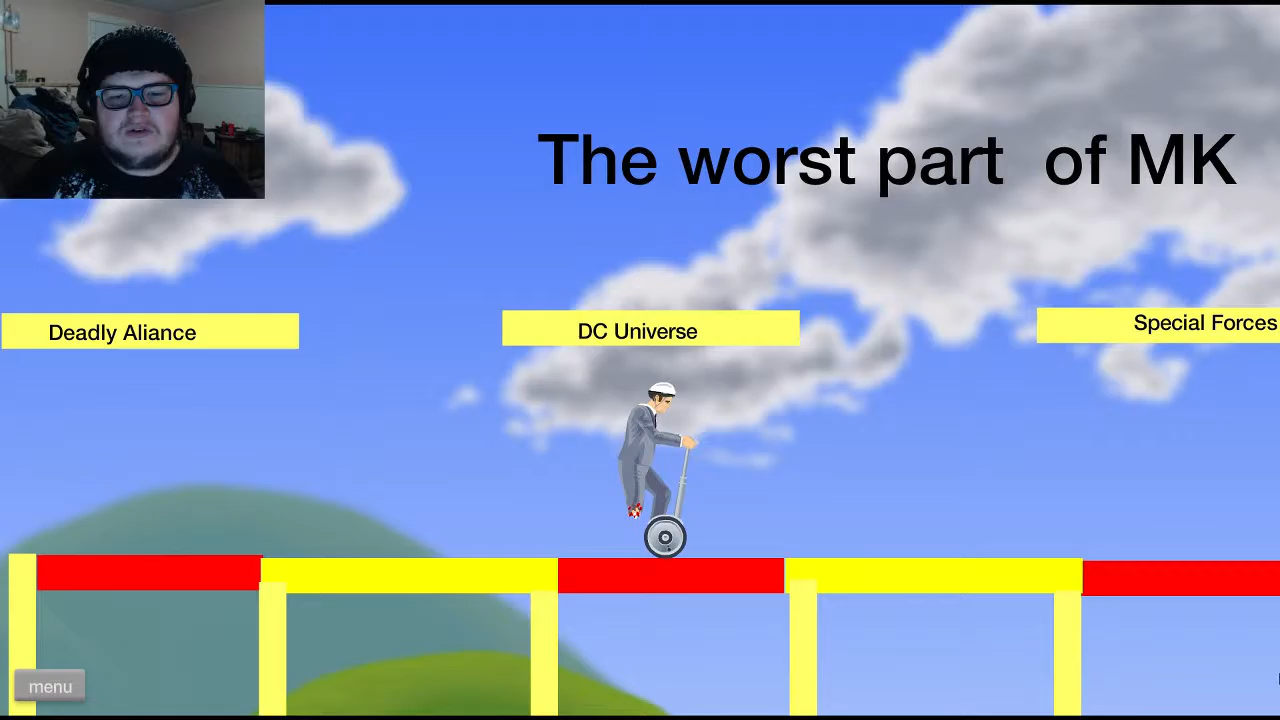 The worst part of MK
Deadly Aliance
DC Universe
Special Forces
menu